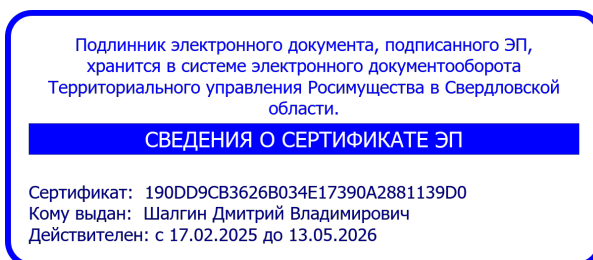 Подлинник электронного документа, подписанного ЭП,
хранится в системе электронного документооборота
Территориального управления Росимущества в Свердловской
области.
СВЕДЕНИЯ О СЕРТИФИКАТЕ ЭП
Сертификат: 190DD9CB3626B034E17390A2881139D0
Кому выдан: Шалгин Дмитрий Владимирович
Действителен: с 17.02.2025 до 13.05.2026